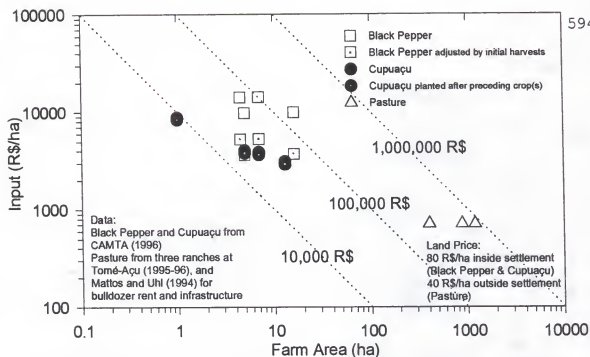 594
Black Pepper
Black Pepper adjusted by initial harvests
Cupuaçu
Cupuaçu planted after preceding crop(s)
Pasture
100000
10000
1000
100
Input (R$/ha)
1,000,000 R$
100,000 R$
10,000 R$
Data:
Black Pepper and Cupuaçu from
CAMTA (1996)
Pasture from three ranches at
Tomé-Açu (1995-96), and
Mattos and Uhl (1994) for
bulldozer rent and infrastructure
Land Price:
80 R$/ha inside settlement
(Black Pepper & Cupuaçu)
40 R$/ha outside settlement
(Pasture)
0.1
1
10
100
1000
10000
Farm Area (ha)